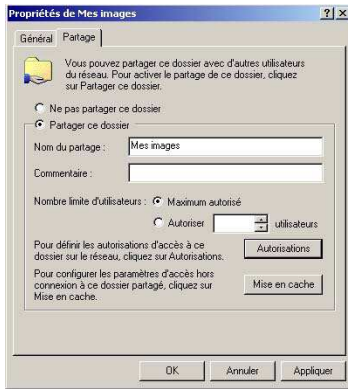 Propriétés de Mes images
Général Partage
Vous pouvez partager ce dossier avec d'autres utilisateurs
du réseau. Pour activer le partage de ce dossier, cliquez
sur Partager ce dossier.
Ne pas partager ce dossier
Partager ce dossier
Nom du partage : Mes images
Commentaire :
Nombre limite d'utilisateurs : Maximum autorisé
Autoriser utilisateurs
Pour définir les autorisations d'accès à ce
dossier sur le réseau, cliquez sur Autorisations.
Autorisations
Pour configurer les paramètres d'accès hors
connexion à ce dossier partagé, cliquez sur
Mise en cache.
Mise en cache
OK Annuler Appliquer